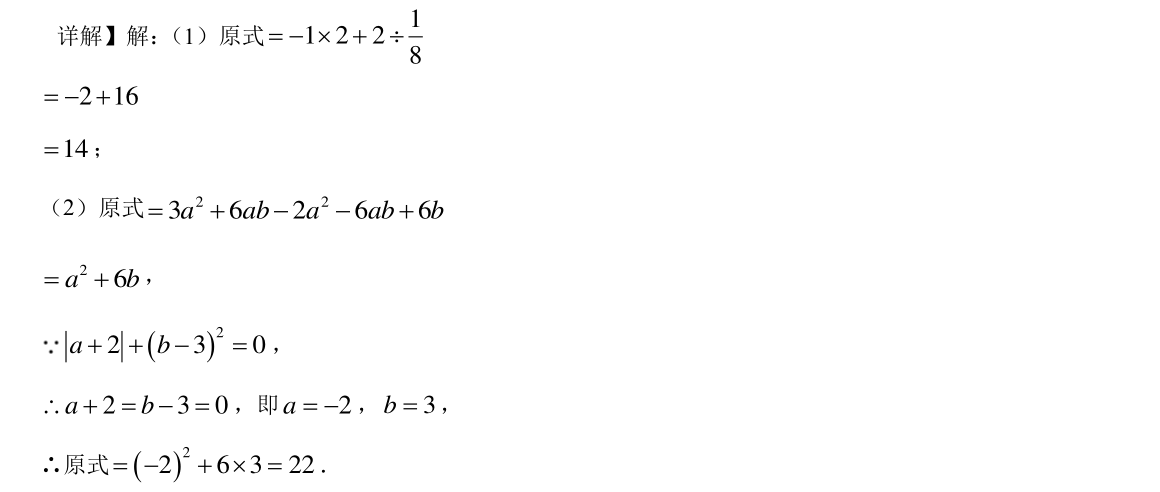 详解】解：（1）原式＝−1×2+2÷1/8
=−2+16
=14；
（2）原式=3a²+6ab−2a²−6ab+6b
=a²+6b，
∵|a+2|+(b−3)²=0，
∴a+2=b−3=0，即a=−2，b=3，
∴原式=(−2)²+6×3=22．